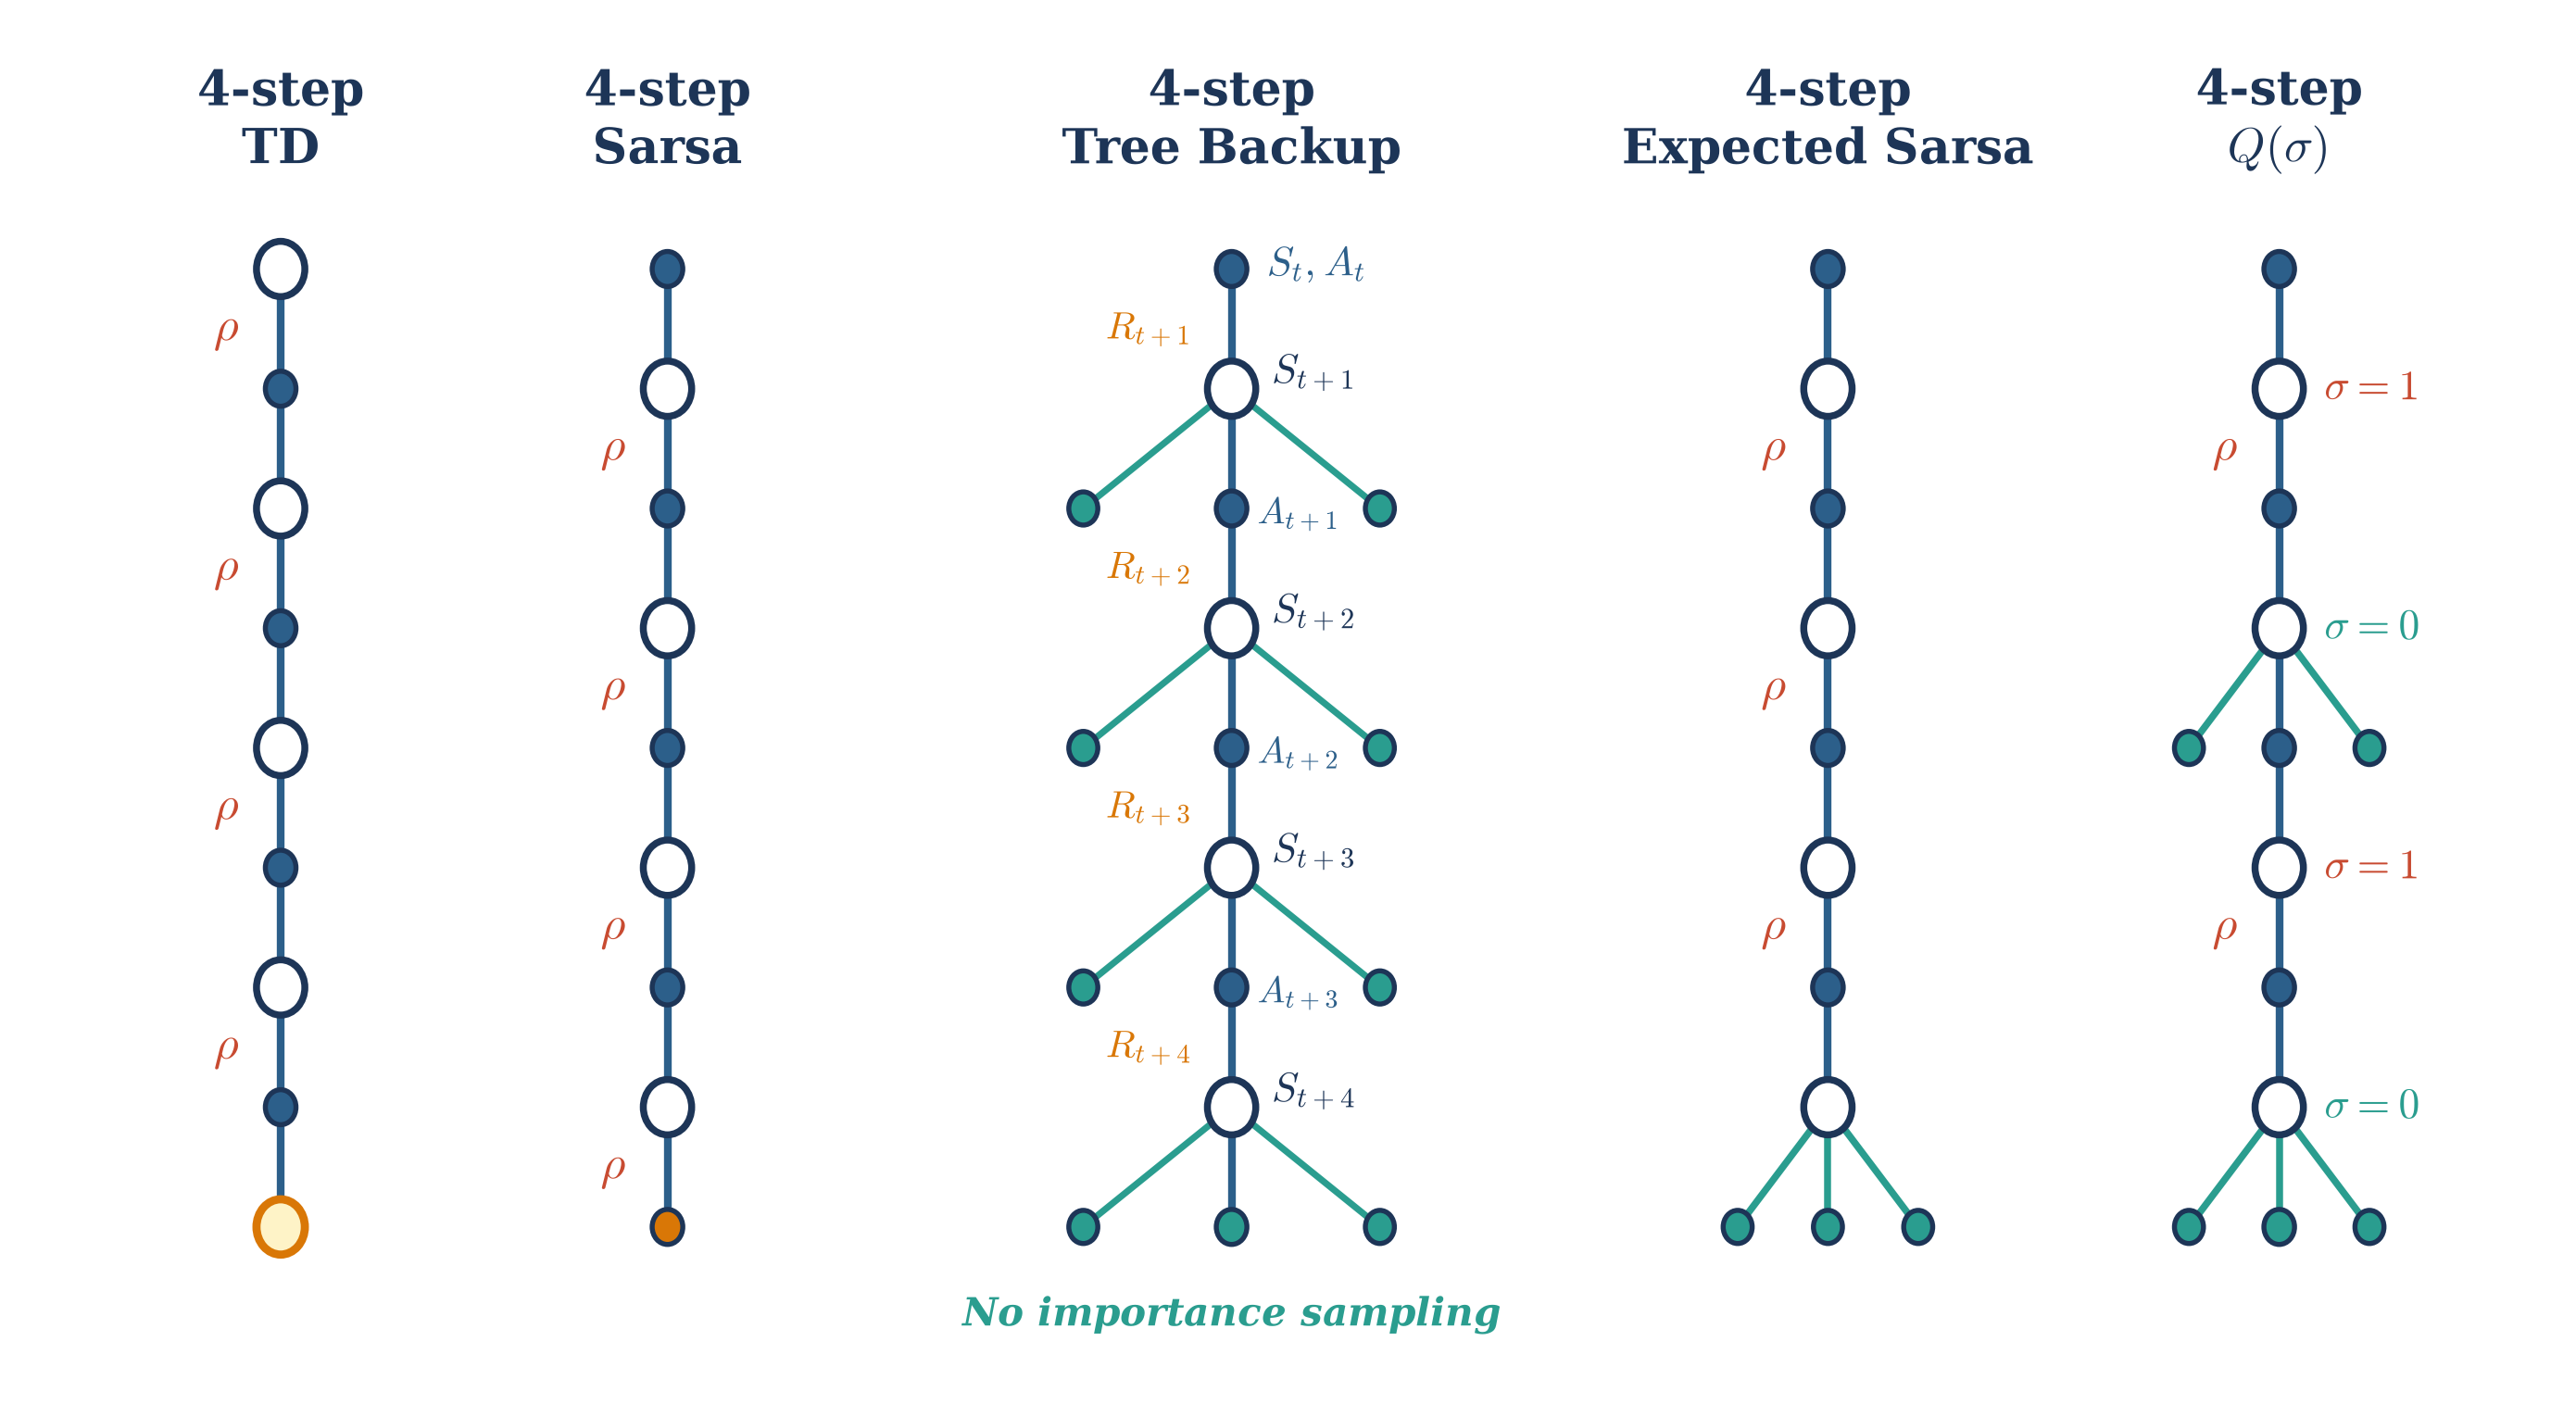 4-step
TD
4-step
Sarsa
4-step
Tree Backup
4-step
Expected Sarsa
4-step
Q(σ)
ρ
ρ
ρ
ρ
ρ
ρ
ρ
ρ
S_t, A_t
R_{t+1}
S_{t+1}
A_{t+1}
R_{t+2}
S_{t+2}
A_{t+2}
R_{t+3}
S_{t+3}
A_{t+3}
R_{t+4}
S_{t+4}
No importance sampling
ρ
ρ
ρ
σ = 1
ρ
σ = 0
σ = 1
ρ
σ = 0